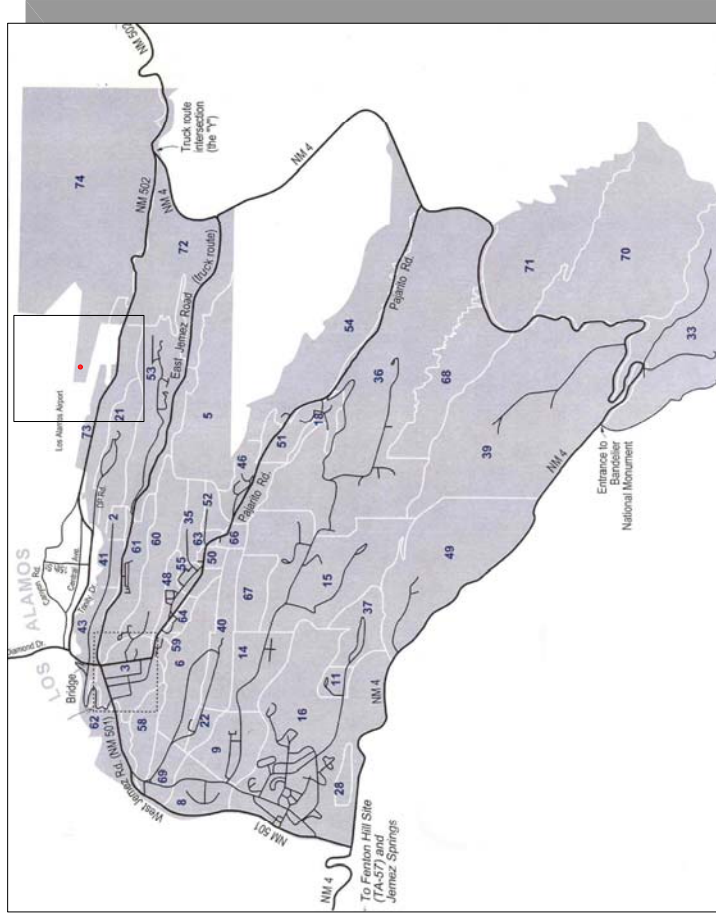 LOS ALAMOS
Diamond Dr.
Bridge
Canyon Rd.
Central Ave.
Trinity Dr.
DP Rd.
Los Alamos Airport
NM 502
NM 502
NM 4
Truck route
intersection
(the "Y")
East Jemez Road
(truck route)
NM 4
Pajarito Rd.
Pajarito Rd.
West Jemez Rd. (NM 501)
NM 501
NM 4
NM 4
NM 4
To Fenton Hill Site
(TA-57) and
Jemez Springs
Entrance to
Bandelier
National Monument
74
73
72
62
43
41
2
21
53
3
61
60
5
58
59
48
55
35
52
63
64
50
66
46
51
18
54
36
69
6
40
8
22
9
14
67
15
16
11
37
28
49
39
68
71
70
33